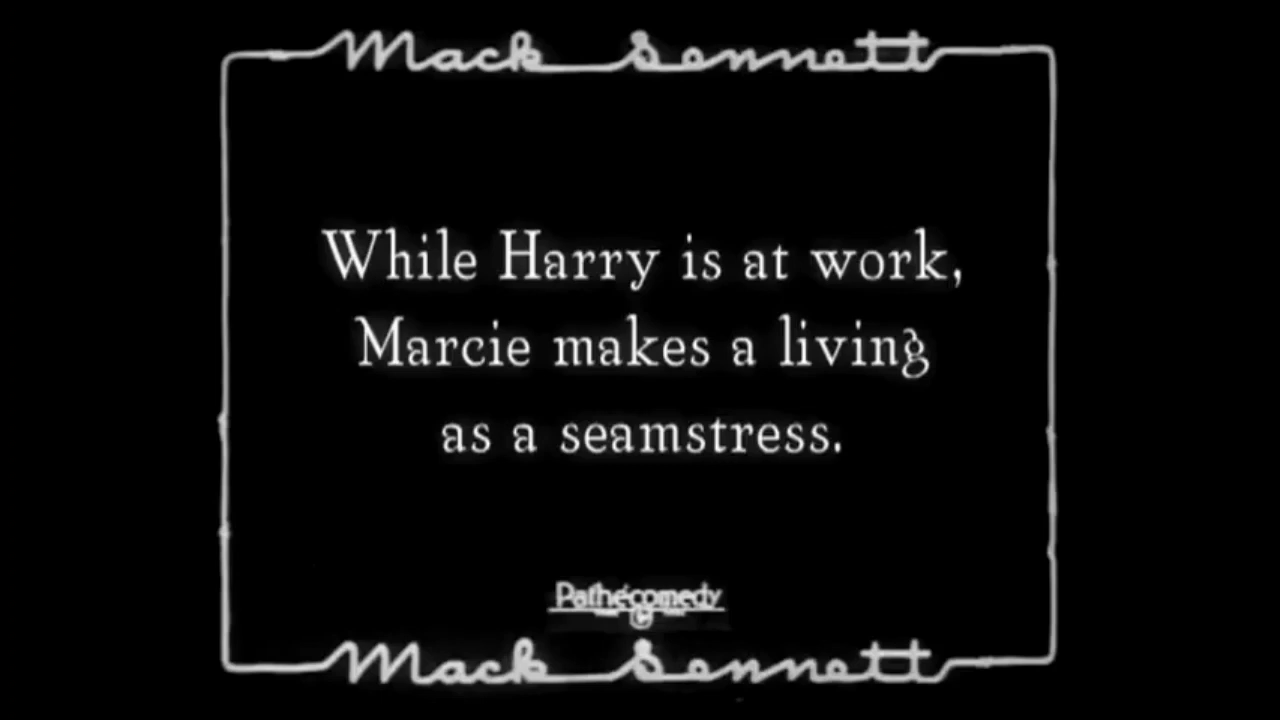 Mack Sennett
While Harry is at work,
Marcie makes a living
as a seamstress.
Pathécomedy
©
Mack Sennett